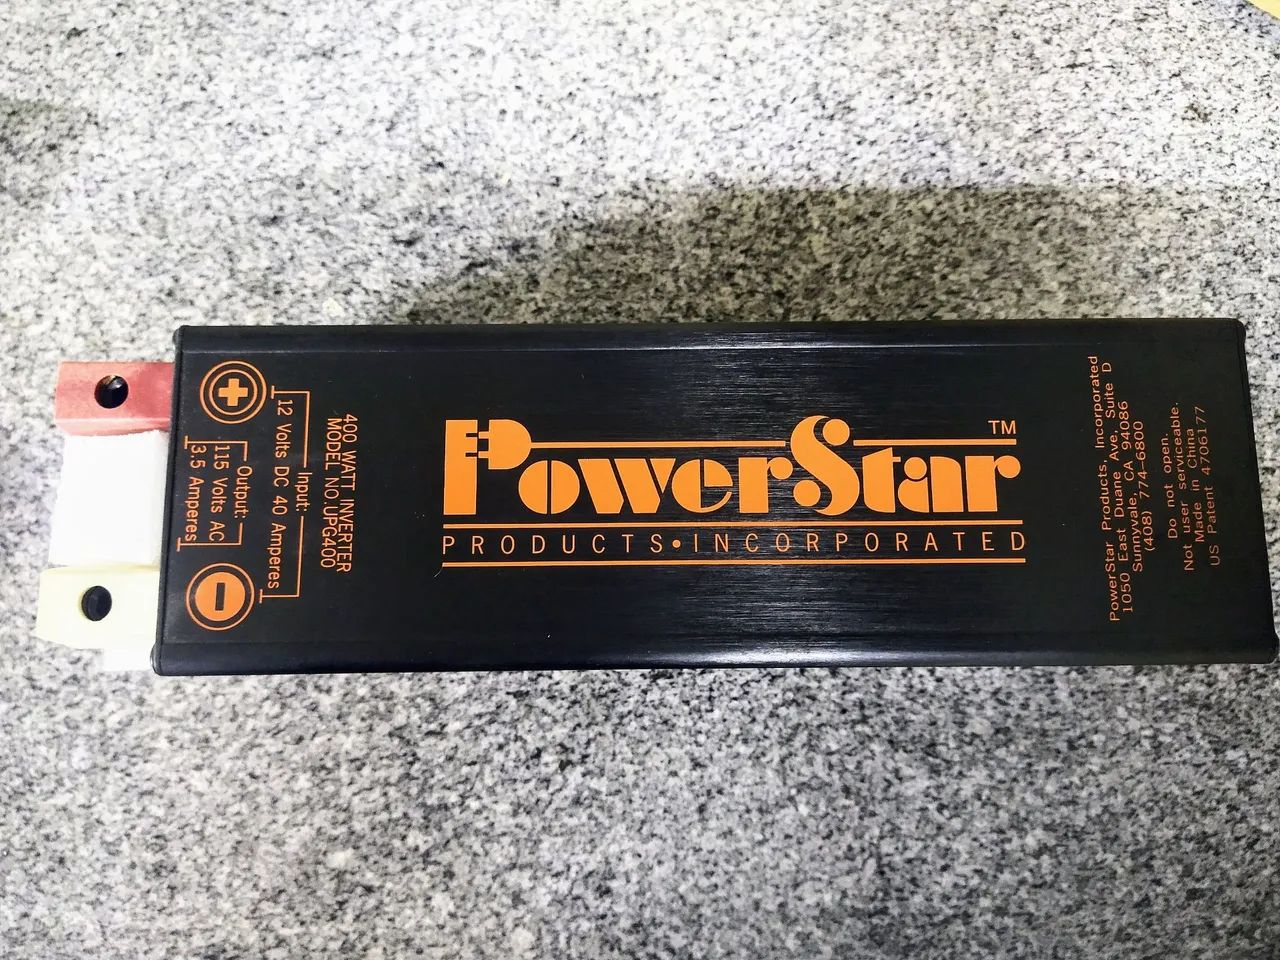 400 WATT INVERTER
MODEL NO. UPG400
Input:
12 Volts DC 40 Amperes
Output:
115 Volts AC
3.5 Amperes
PowerStar™
PRODUCTS•INCORPORATED
PowerStar Products, Incorporated
1050 East Duane Ave, Suite D
Sunnyvale, CA 94086
(408) 774-6800
Do not open.
Not user serviceable.
Made in China
US Patent 4706177